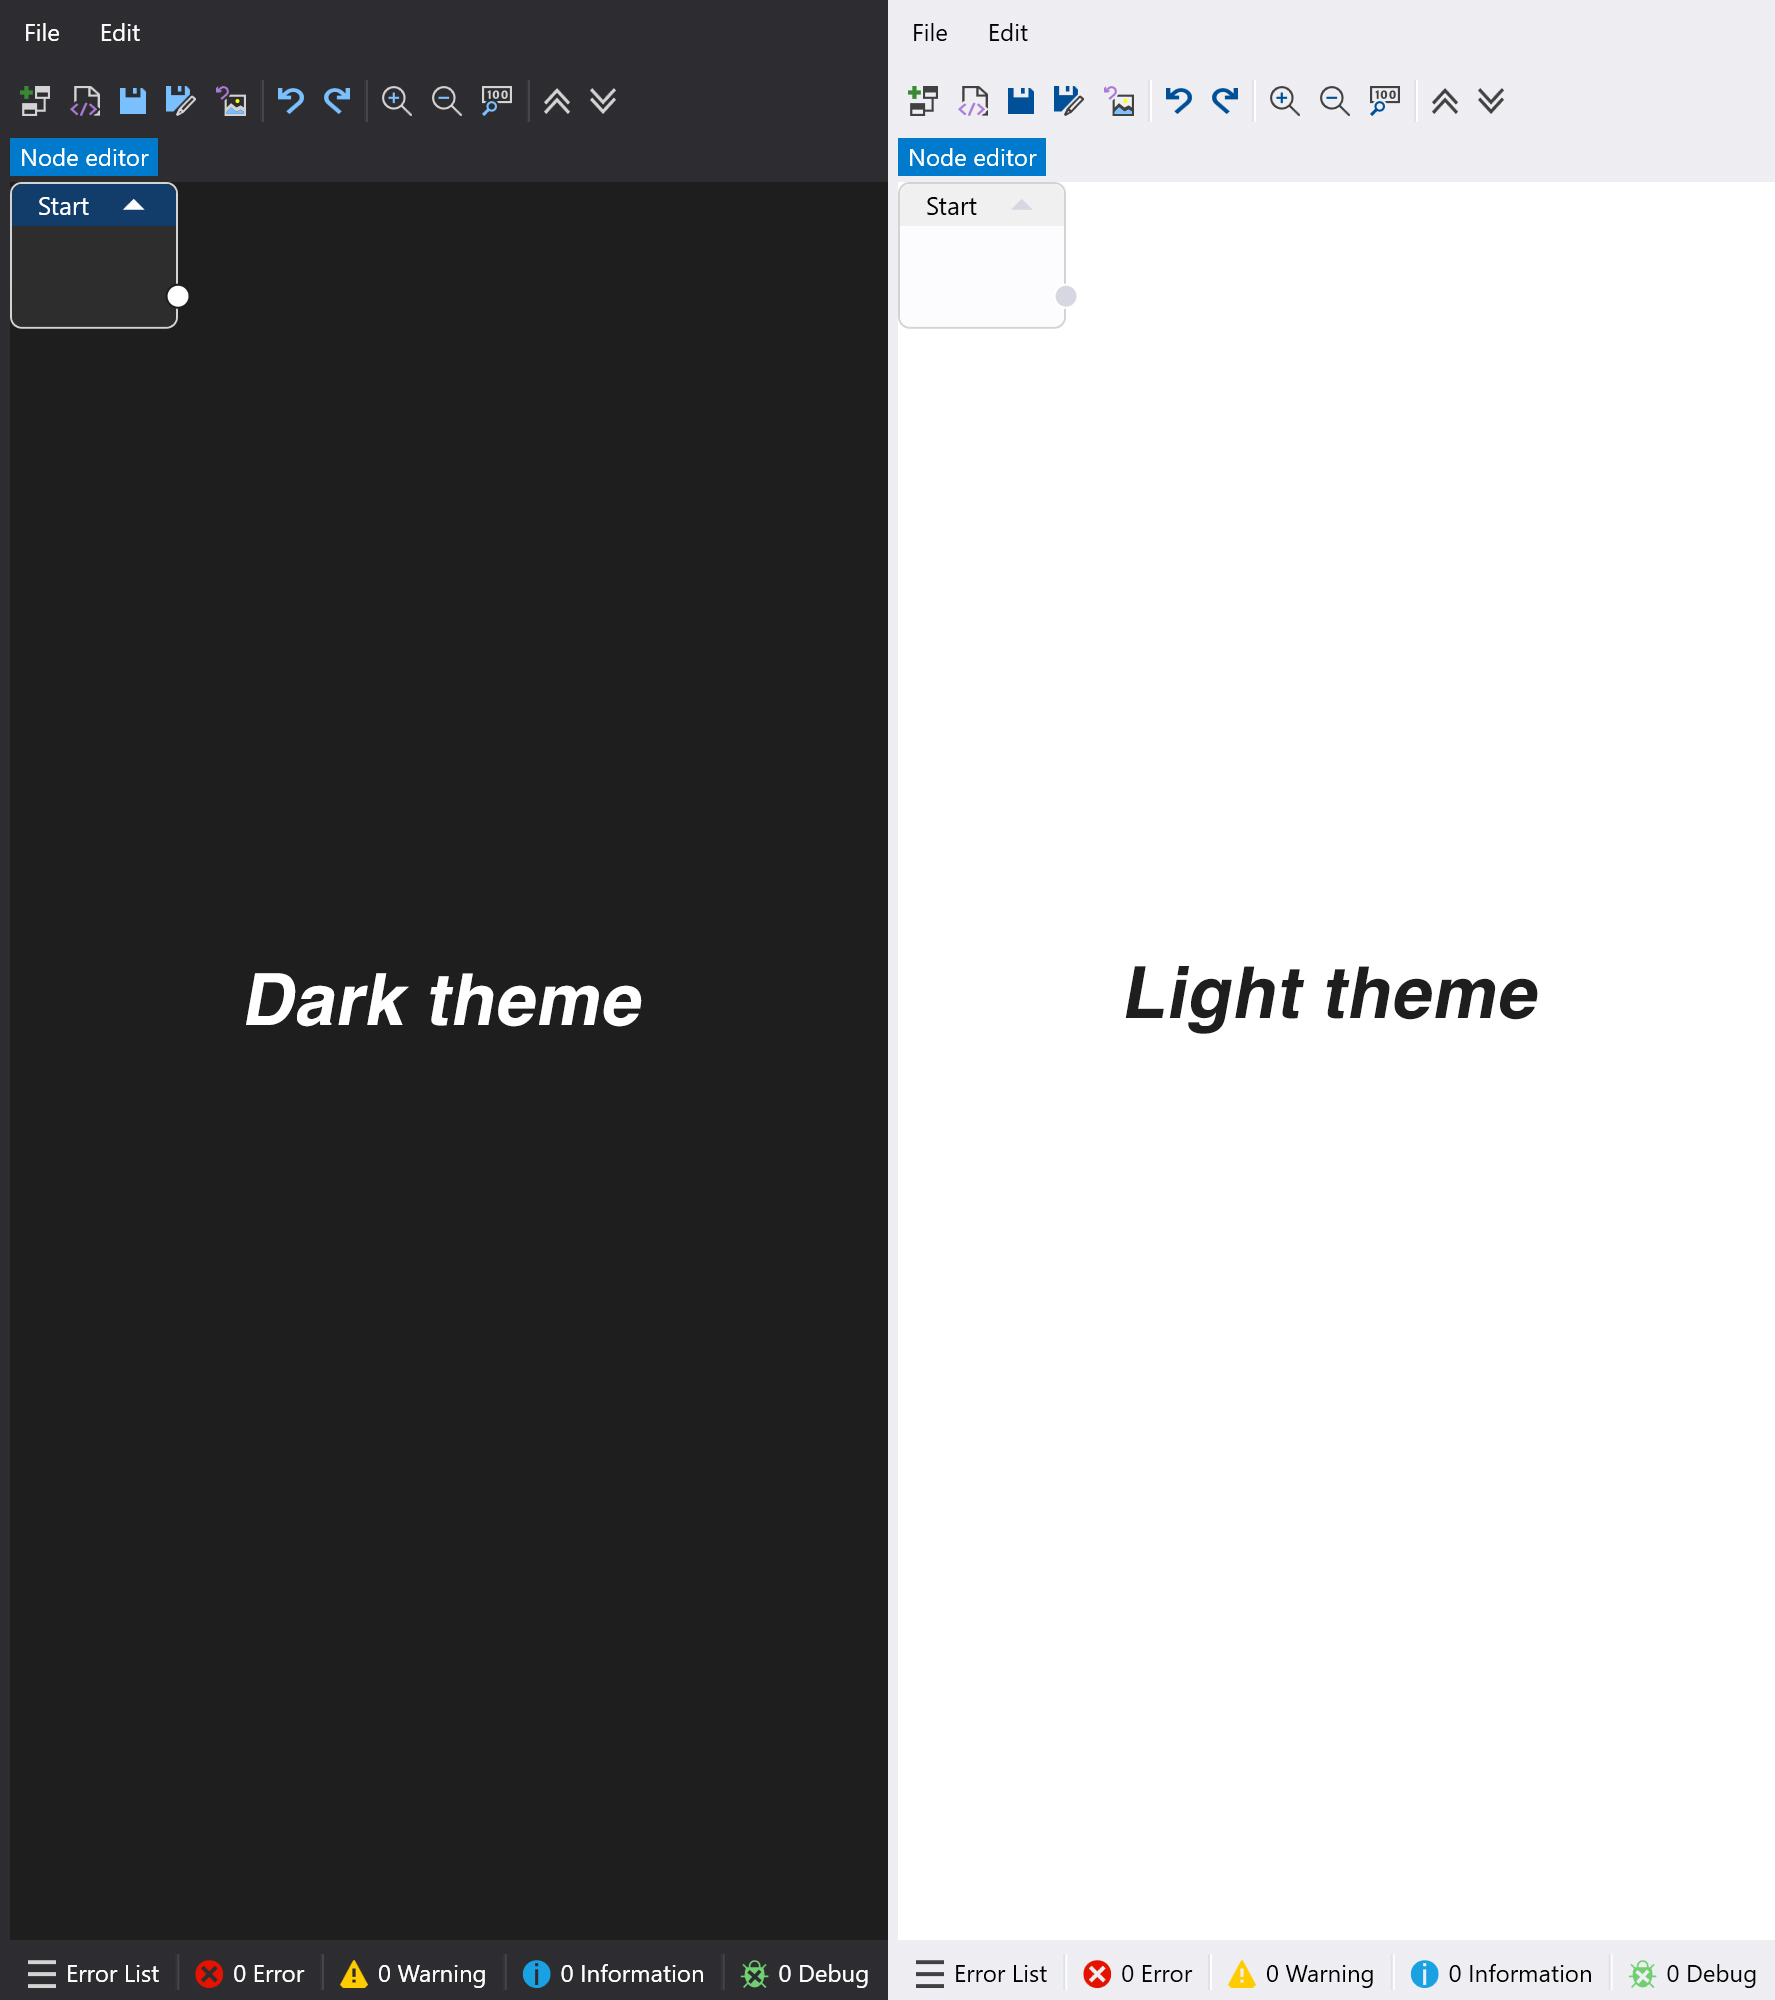 File Edit
100
Node editor
Start
Dark theme
Error List 0 Error 0 Warning 0 Information 0 Debug
File Edit
100
Node editor
Start
Light theme
Error List 0 Error 0 Warning 0 Information 0 Debug